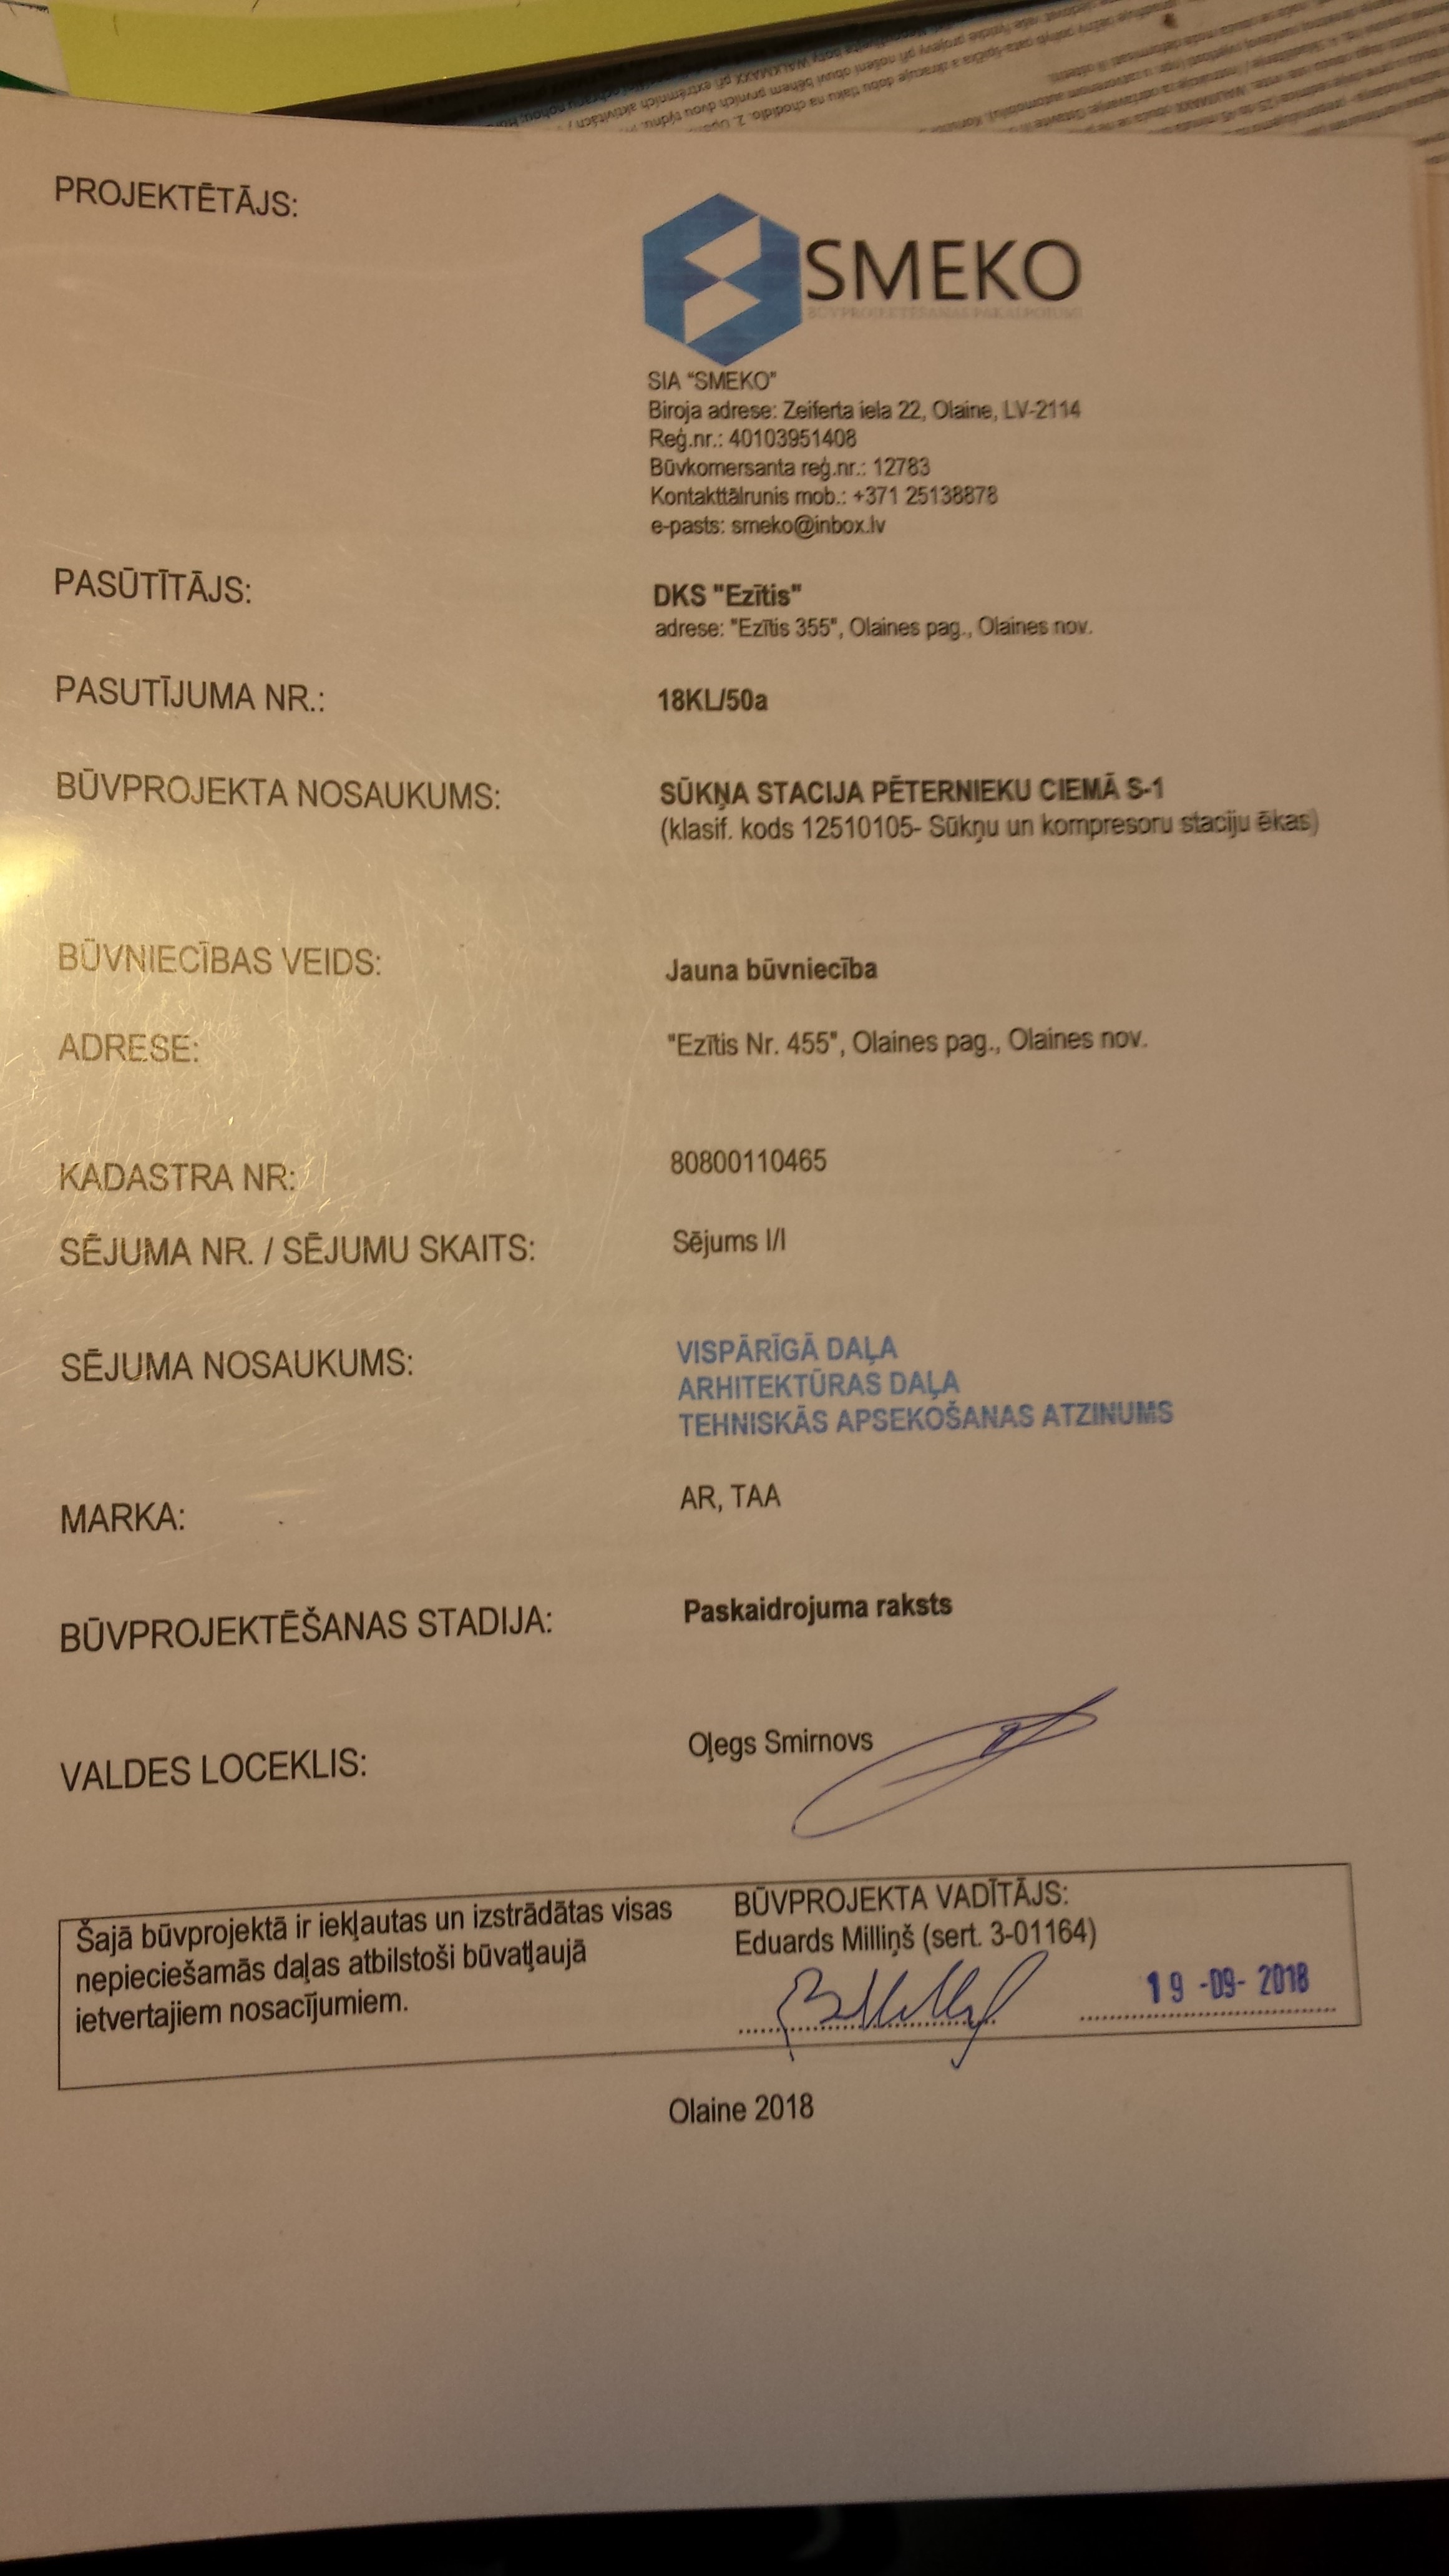 PROJEKTĒTĀJS:
SMEKO
BŪVPROJEKTĒŠANAS PAKALPOJUMI
SIA “SMEKO”
Biroja adrese: Zeiferta iela 22, Olaine, LV-2114
Reģ.nr.: 40103951408
Būvkomersanta reģ.nr.: 12783
Kontakttālrunis mob.: +371 25138878
e-pasts: smeko@inbox.lv
PASŪTĪTĀJS:
DKS "Ezītis"
adrese: "Ezītis 355", Olaines pag., Olaines nov.
PASUTĪJUMA NR.:
18KL/50a
BŪVPROJEKTA NOSAUKUMS:
SŪKŅA STACIJA PĒTERNIEKU CIEMĀ S-1
(klasif. kods 12510105- Sūkņu un kompresoru staciju ēkas)
BŪVNIECĪBAS VEIDS:
Jauna būvniecība
ADRESE:
"Ezītis Nr. 455", Olaines pag., Olaines nov.
KADASTRA NR:
80800110465
SĒJUMA NR. / SĒJUMU SKAITS:
Sējums I/I
SĒJUMA NOSAUKUMS:
VISPĀRĪGĀ DAĻA
ARHITEKTŪRAS DAĻA
TEHNISKĀS APSEKOŠANAS ATZINUMS
MARKA:
AR, TAA
BŪVPROJEKTĒŠANAS STADIJA:
Paskaidrojuma raksts
VALDES LOCEKLIS:
Oļegs Smirnovs
Šajā būvprojektā ir iekļautas un izstrādātas visas
nepieciešamās daļas atbilstoši būvatļaujā
ietvertajiem nosacījumiem.
BŪVPROJEKTA VADĪTĀJS:
Eduards Milliņš (sert. 3-01164)
19 -09- 2018
Olaine 2018